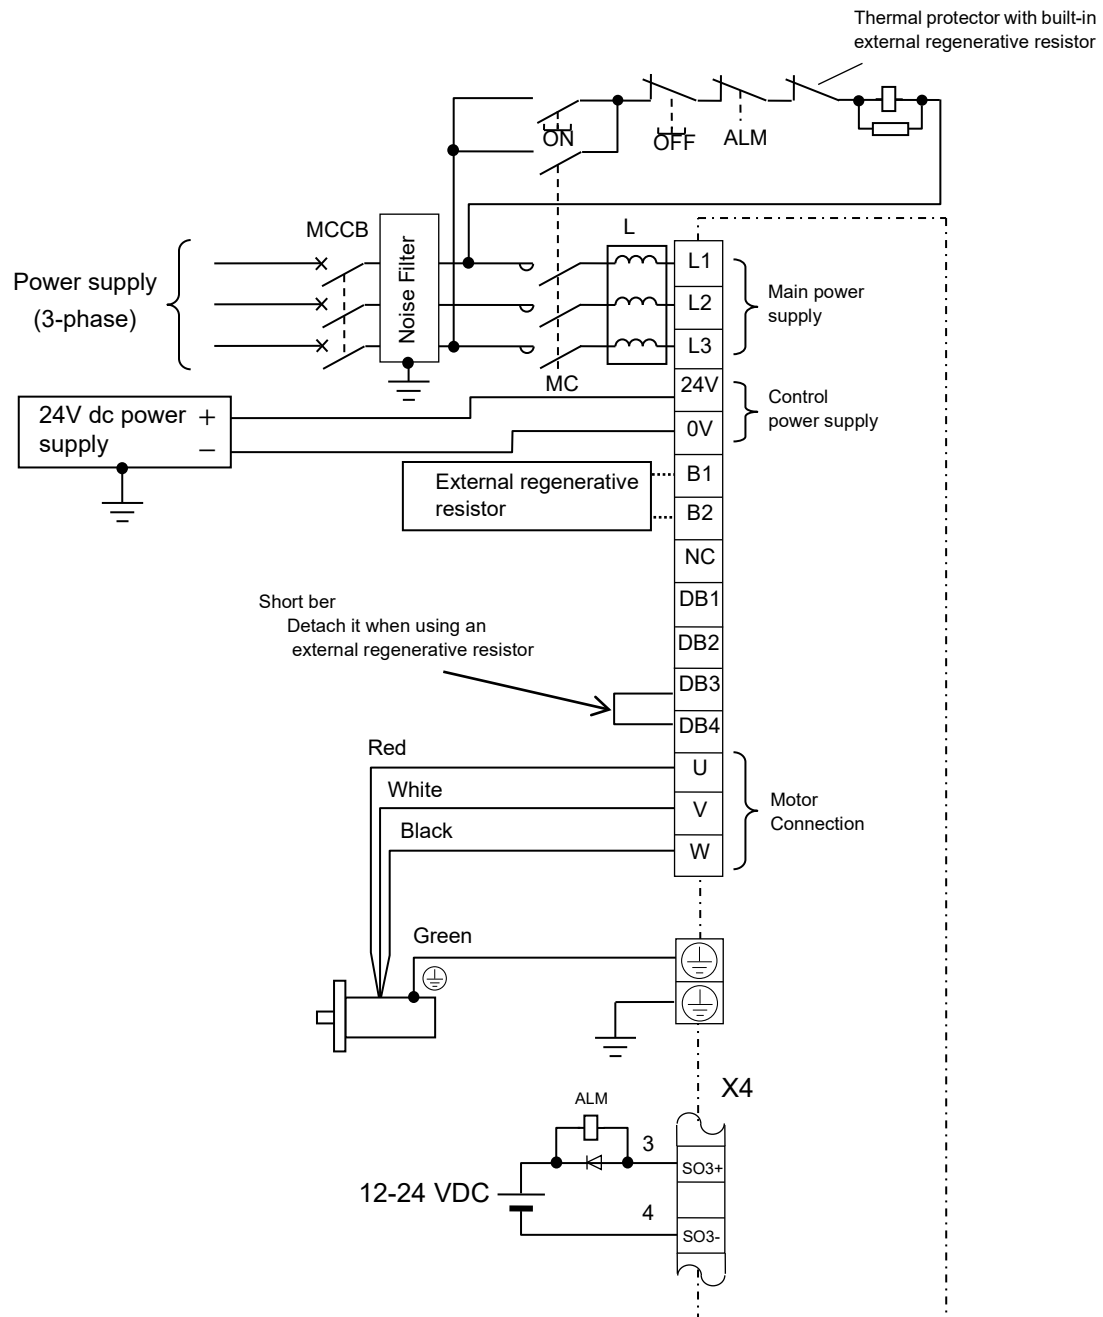 Thermal protector with built-in
external regenerative resistor
ON
OFF
ALM
MCCB
Noise Filter
L
Power supply
(3-phase)
L1
L2
L3
Main power
supply
MC
24V
0V
Control
power supply
24V dc power
supply
+
−
External regenerative
resistor
B1
B2
NC
DB1
DB2
DB3
DB4
Short ber
Detach it when using an
external regenerative resistor
Red
White
Black
U
V
W
Motor
Connection
Green
X4
ALM
3
SO3+
12-24 VDC
4
SO3-